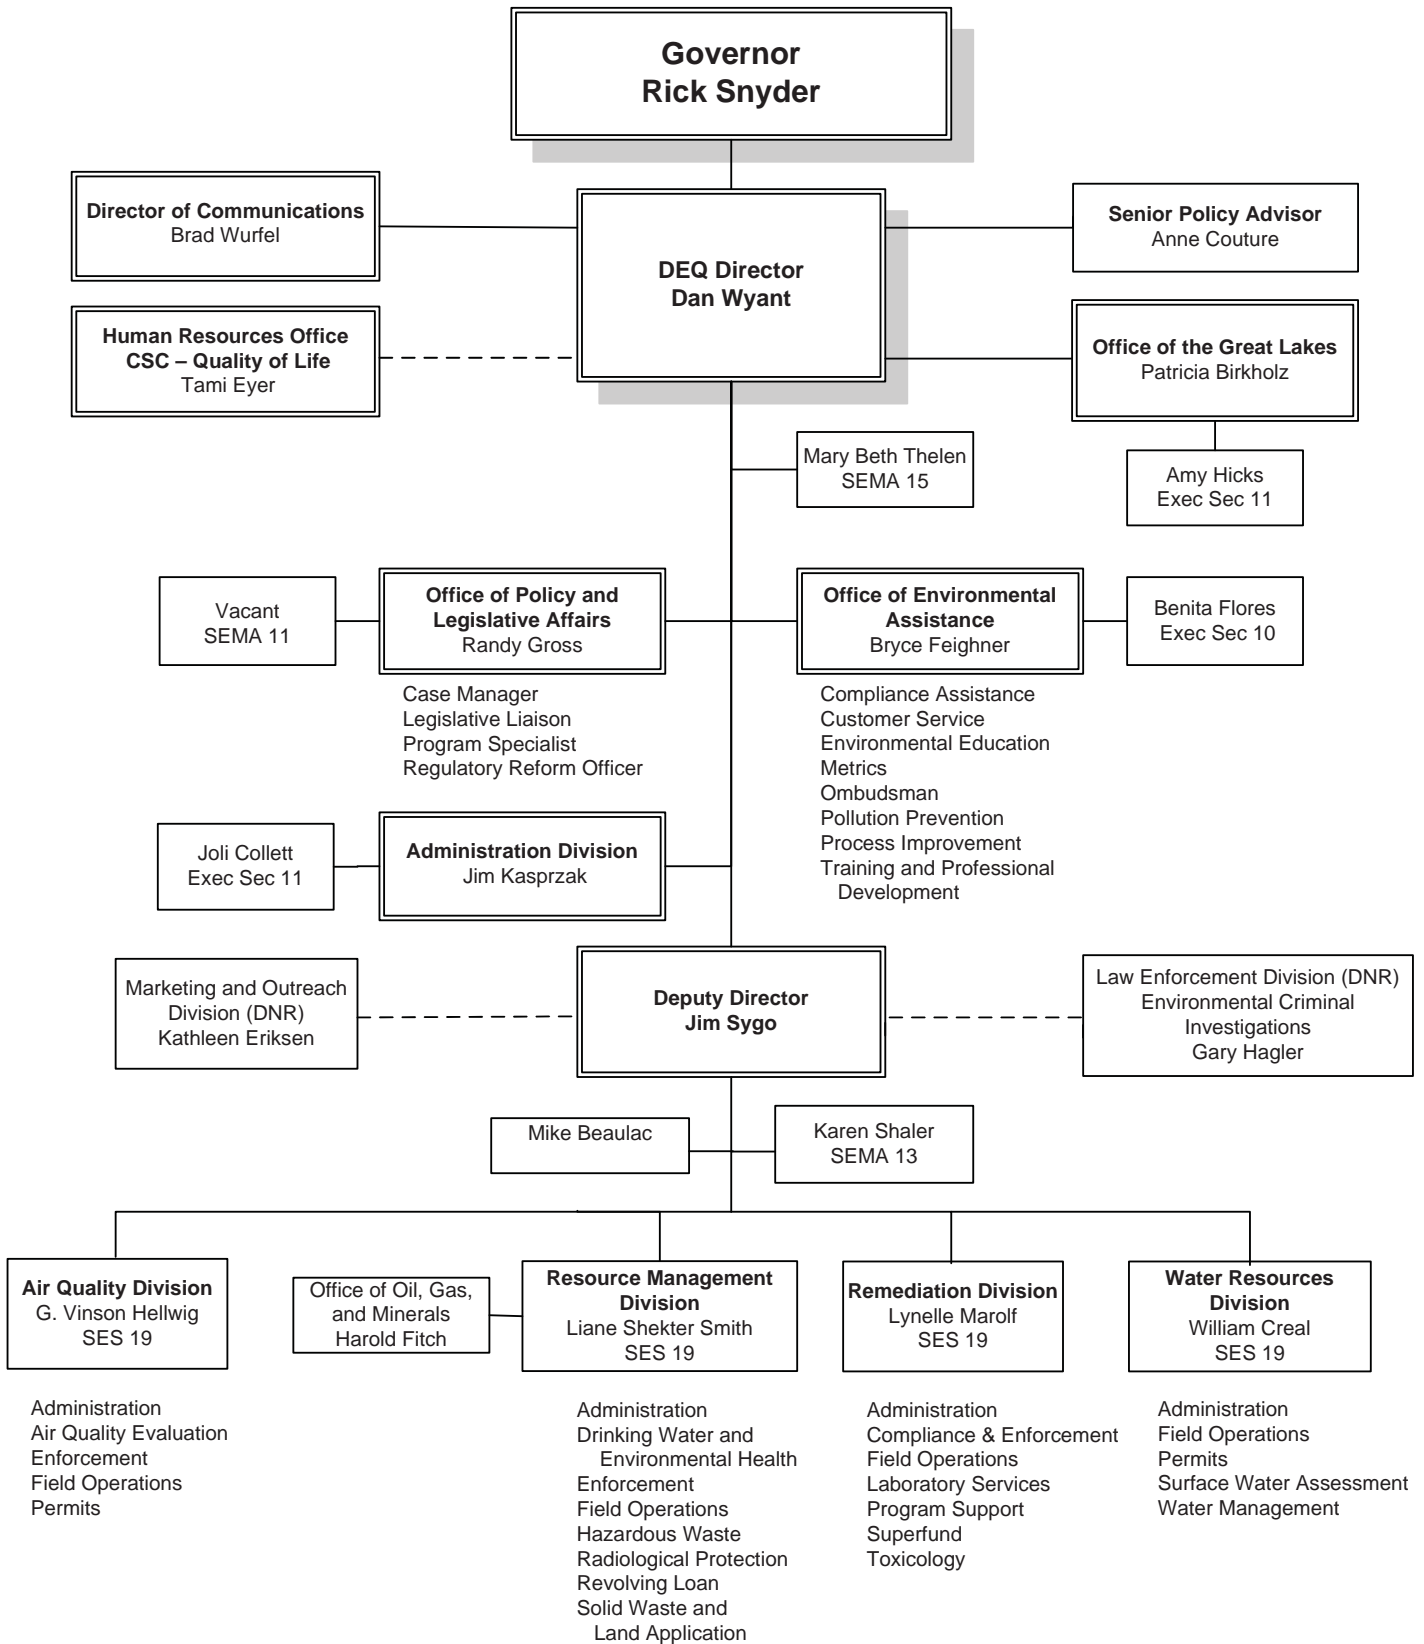 Governor
Rick Snyder
Director of Communications
Brad Wurfel
DEQ Director
Dan Wyant
Senior Policy Advisor
Anne Couture
Human Resources Office
CSC – Quality of Life
Tami Eyer
Office of the Great Lakes
Patricia Birkholz
Mary Beth Thelen
SEMA 15
Amy Hicks
Exec Sec 11
Vacant
SEMA 11
Office of Policy and
Legislative Affairs
Randy Gross
Case Manager
Legislative Liaison
Program Specialist
Regulatory Reform Officer
Office of Environmental
Assistance
Bryce Feighner
Compliance Assistance
Customer Service
Environmental Education
Metrics
Ombudsman
Pollution Prevention
Process Improvement
Training and Professional
Development
Benita Flores
Exec Sec 10
Joli Collett
Exec Sec 11
Administration Division
Jim Kasprzak
Marketing and Outreach
Division (DNR)
Kathleen Eriksen
Deputy Director
Jim Sygo
Law Enforcement Division (DNR)
Environmental Criminal
Investigations
Gary Hagler
Mike Beaulac
Karen Shaler
SEMA 13
Air Quality Division
G. Vinson Hellwig
SES 19
Administration
Air Quality Evaluation
Enforcement
Field Operations
Permits
Office of Oil, Gas,
and Minerals
Harold Fitch
Resource Management
Division
Liane Shekter Smith
SES 19
Administration
Drinking Water and
Environmental Health
Enforcement
Field Operations
Hazardous Waste
Radiological Protection
Revolving Loan
Solid Waste and
Land Application
Remediation Division
Lynelle Marolf
SES 19
Administration
Compliance & Enforcement
Field Operations
Laboratory Services
Program Support
Superfund
Toxicology
Water Resources
Division
William Creal
SES 19
Administration
Field Operations
Permits
Surface Water Assessment
Water Management